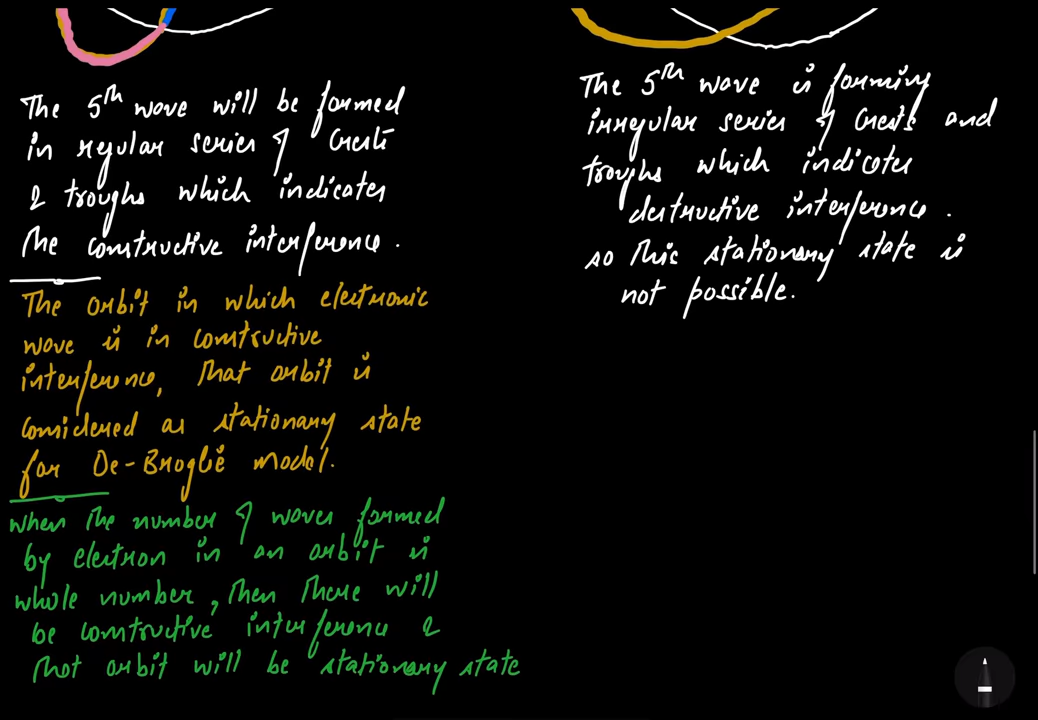 The 5th wave will be formed
in regular series of Crests
& troughs which indicates
the constructive interference.
The orbit in which electronic
wave is in constructive
interference, that orbit is
considered as stationary state
for De-Broglie Model.
When the number of waves formed
by electron in an orbit is
whole number, then there will
be constructive interference &
that orbit will be stationary state
The 5th wave is forming
irregular series of Crests and
troughs which indicates
destructive interference.
so this stationary state is
not possible.